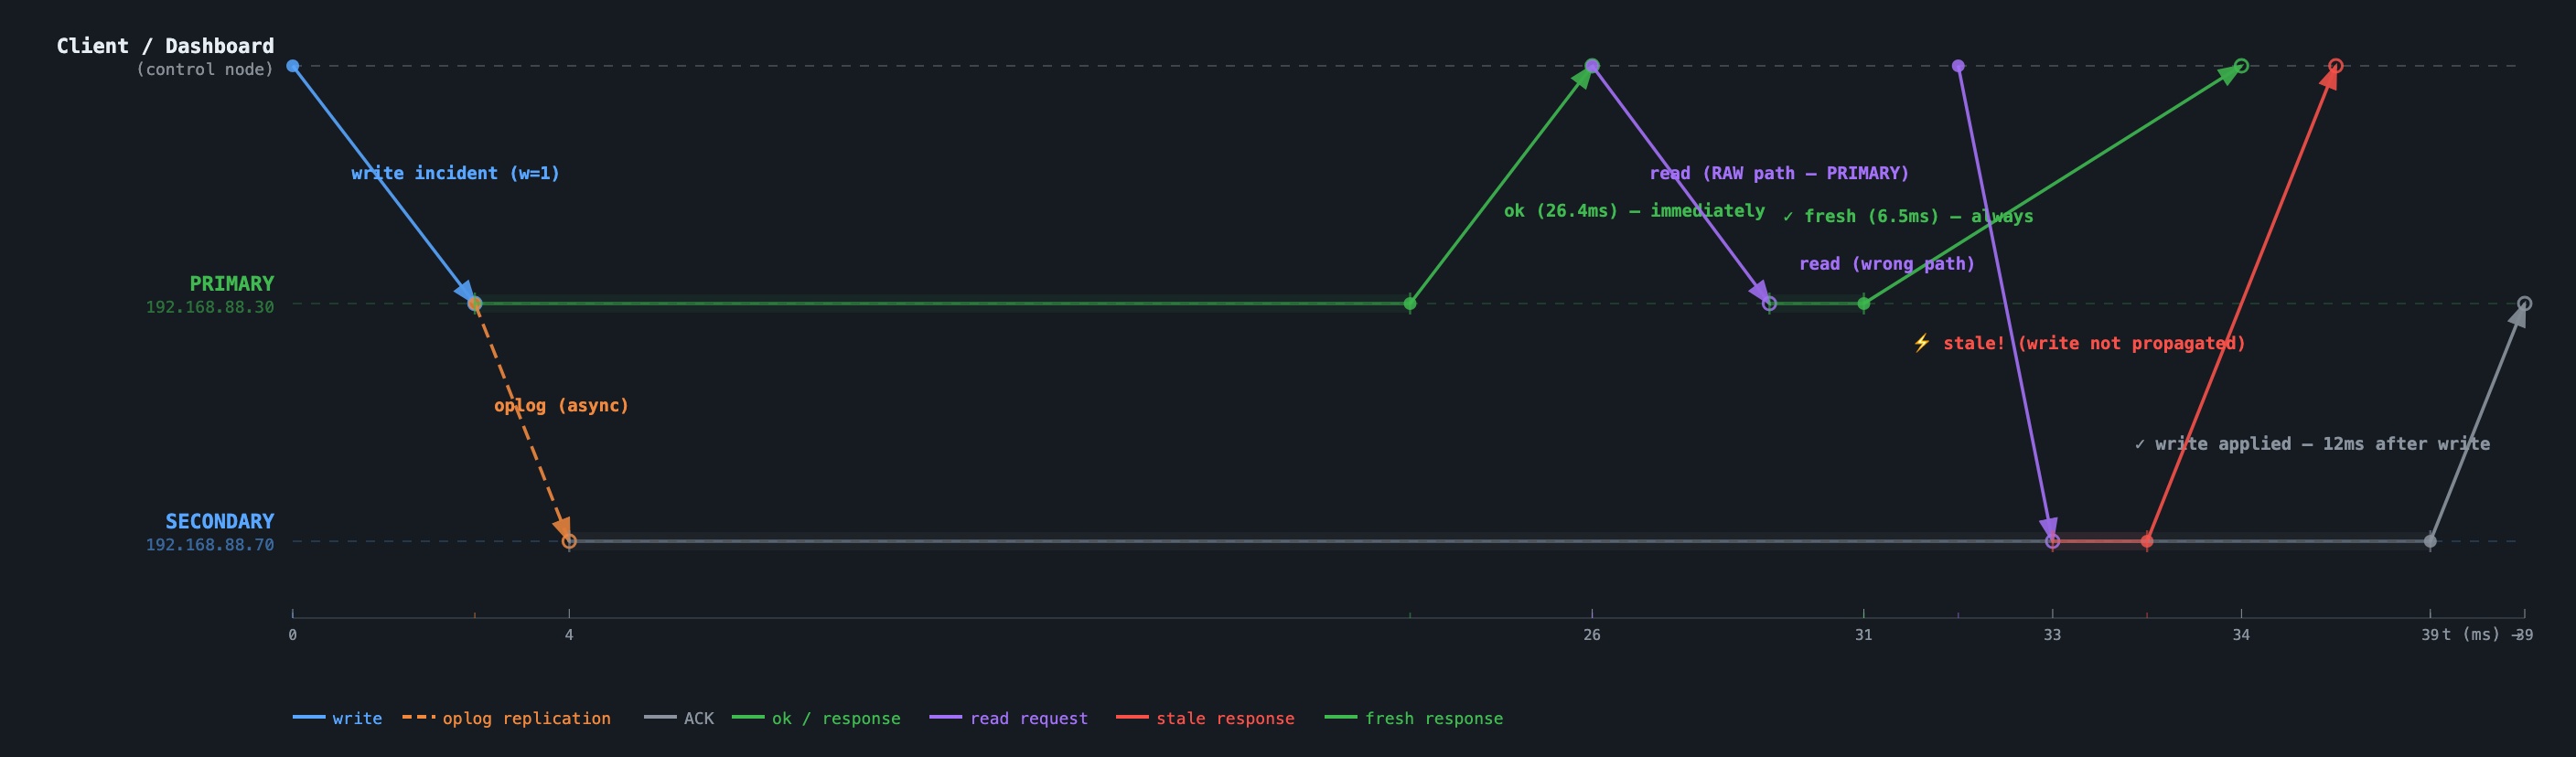 Client / Dashboard
(control node)
write incident (w=1)
read (RAW path — PRIMARY)
ok (26.4ms) — immediately
✓ fresh (6.5ms) — always
read (wrong path)
PRIMARY
192.168.88.30
⚡ stale! (write not propagated)
oplog (async)
✓ write applied — 12ms after write
SECONDARY
192.168.88.70
0 4 26 31 33 34 39 t (ms) → 39
write oplog replication ACK ok / response read request stale response fresh response